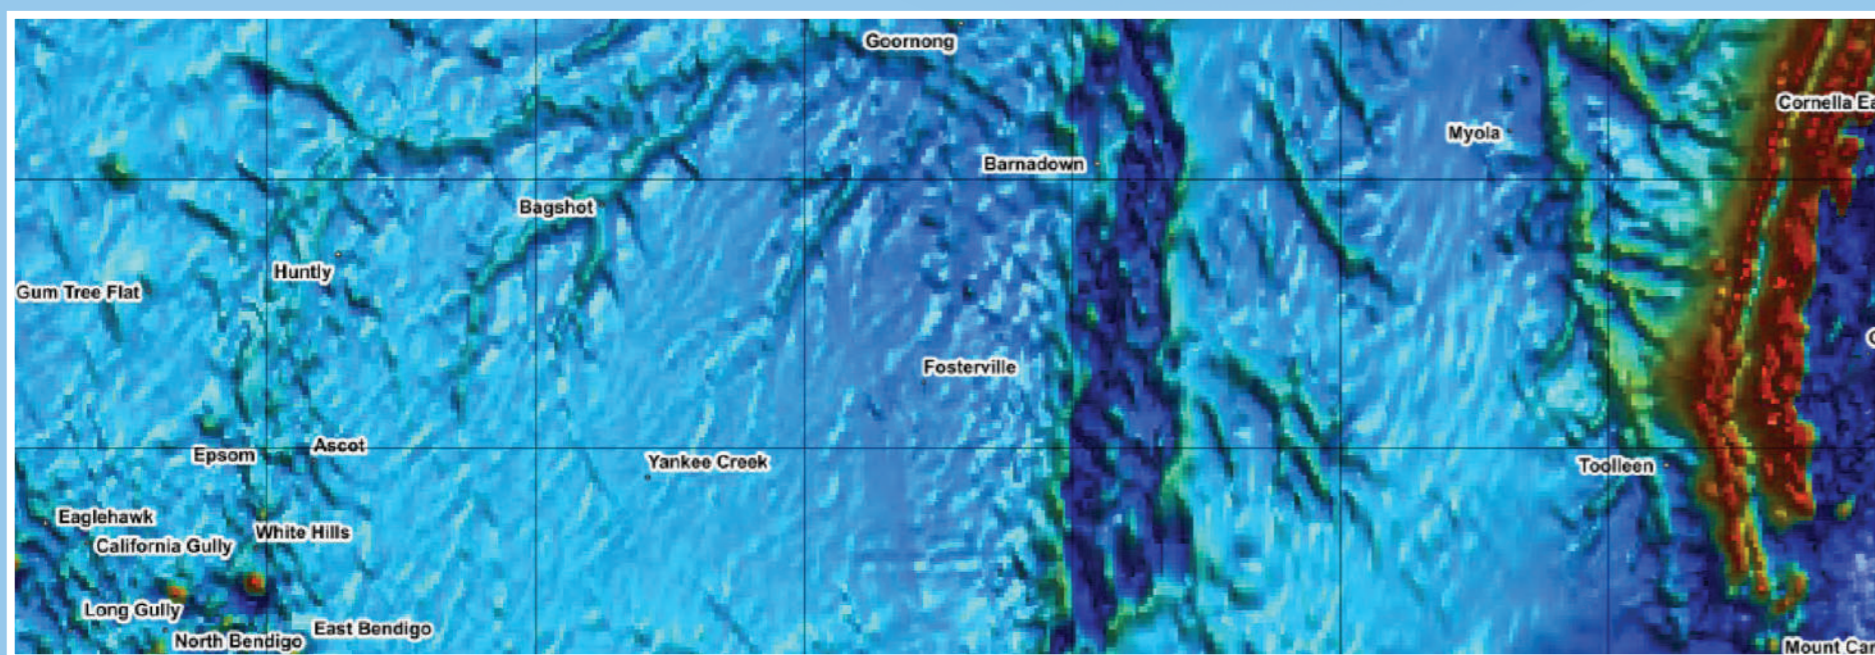 Goornong
Cornella Ea
Myola
Barnadown
Bagshot
Huntly
Gum Tree Flat
Fosterville
Ascot
Epsom
Yankee Creek
Toolleen
Eaglehawk
White Hills
California Gully
Long Gully
East Bendigo
North Bendigo
Mount Ca